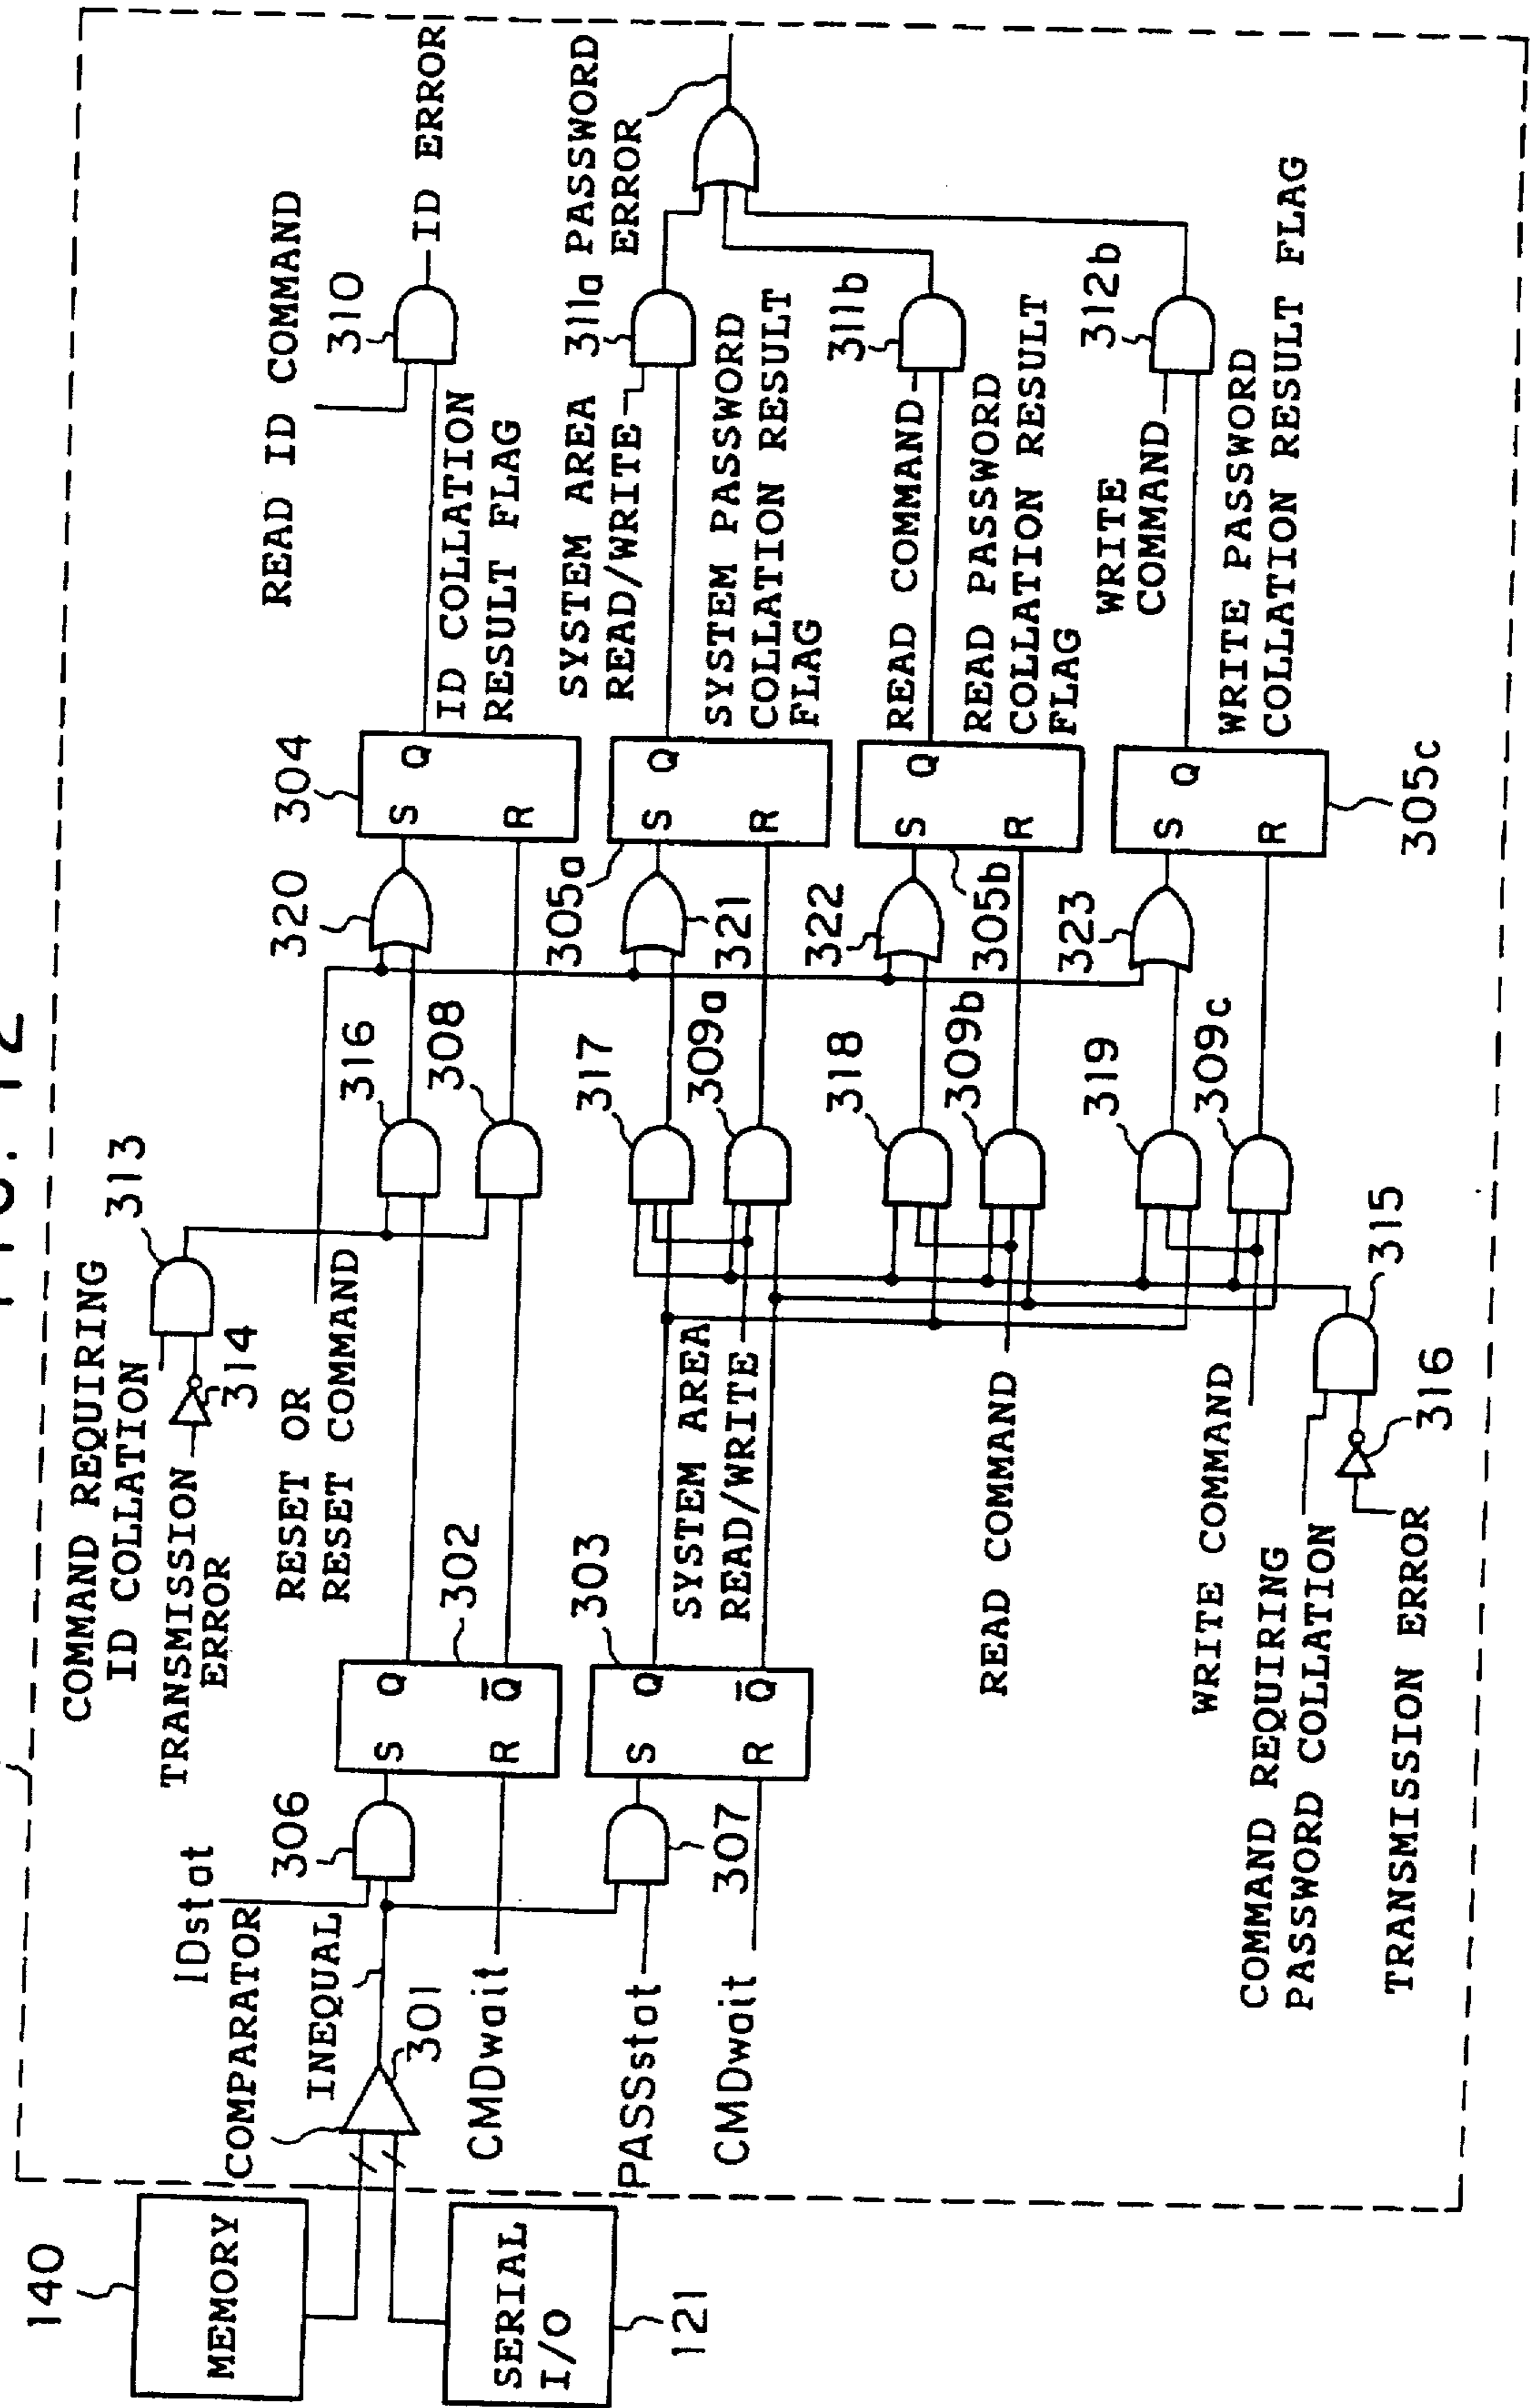 FIG. 12
140
MEMORY
SERIAL
I/O
121
COMPARATOR
INEQUAL
301
IDstat
306
CMDwait
PASSstat
307
CMDwait
S
Q
R
Q̅
302
303
S
Q
R
Q̅
COMMAND REQUIRING
ID COLLATION
313
TRANSMISSION
ERROR
314
RESET OR
RESET COMMAND
SYSTEM AREA
READ/WRITE
READ COMMAND
WRITE COMMAND
COMMAND REQUIRING
PASSWORD COLLATION
TRANSMISSION ERROR
316
315
316
308
317
309a
318
309b
319
309c
320
321
322
323
304
S
Q
R
305a
S
Q
R
305b
S
Q
R
305c
S
Q
R
READ ID COMMAND
310
ID ERROR
ID COLLATION
RESULT FLAG
SYSTEM AREA
READ/WRITE
311a
PASSWORD
ERROR
SYSTEM PASSWORD
COLLATION RESULT
FLAG
READ COMMAND
311b
READ PASSWORD
COLLATION RESULT
FLAG
WRITE
COMMAND
312b
WRITE PASSWORD
COLLATION RESULT FLAG